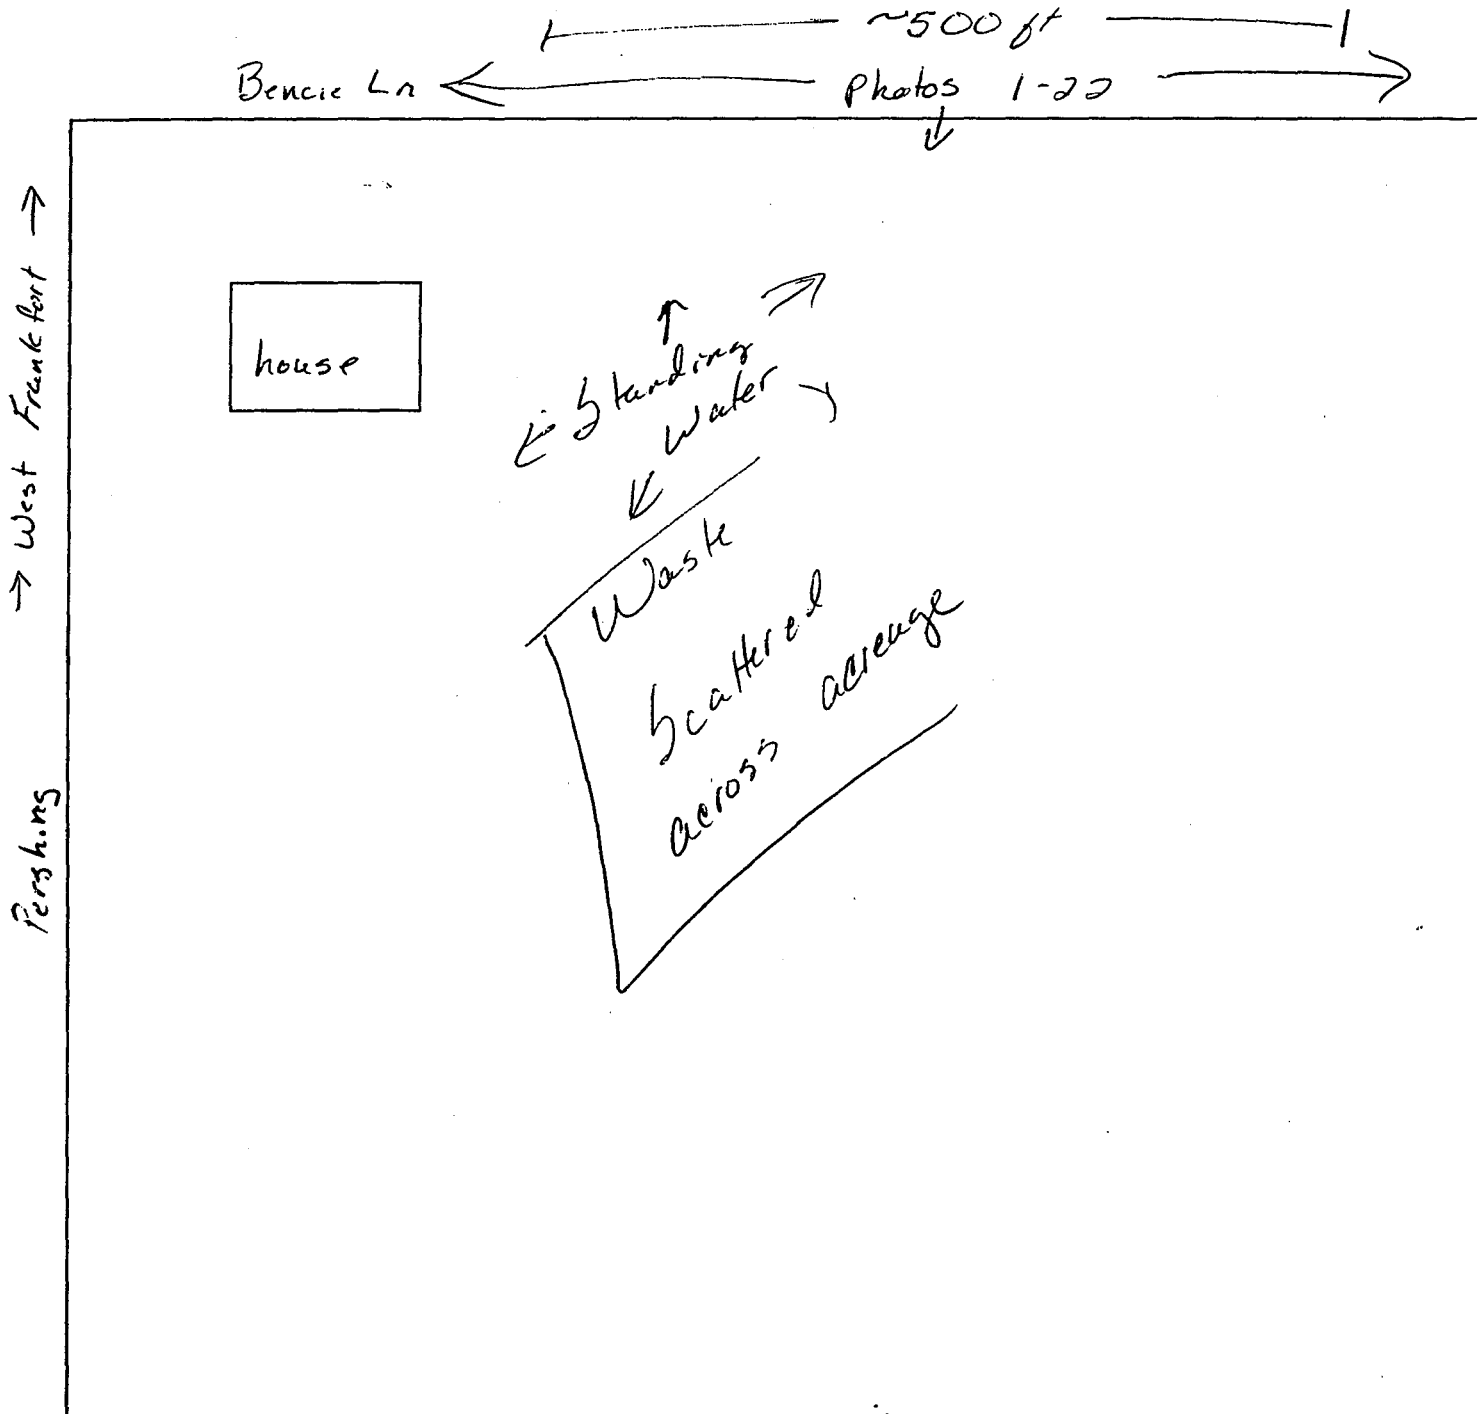 ~500 ft
Bencie Ln
Photos 1-22
→ West Frankfort →
house
Standing
Water
Waste
Scattered
across acreage
Pershing